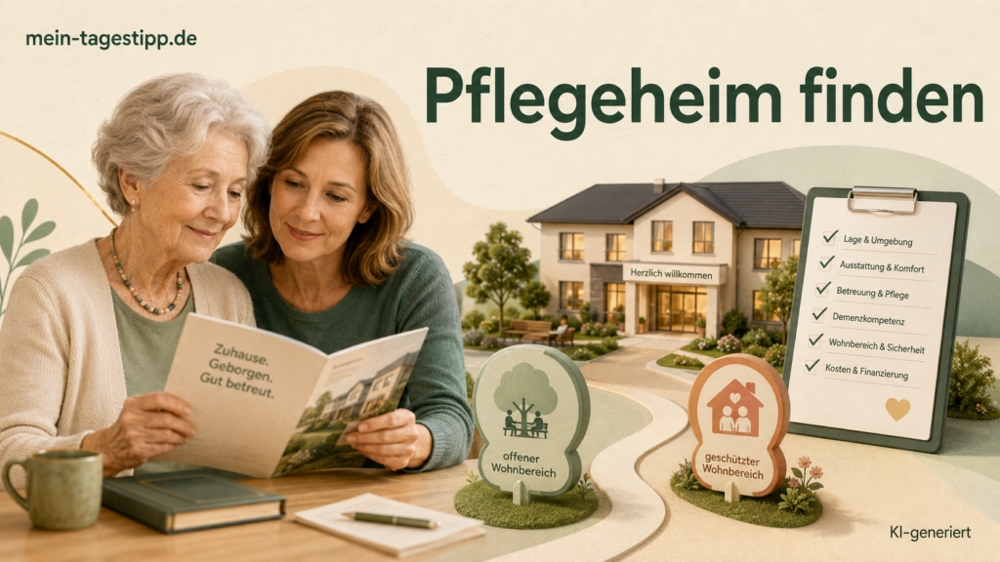 mein-tagestipp.de
Pflegeheim finden
Zuhause.
Geborgen.
Gut betreut.
Herzlich willkommen
offener
Wohnbereich
geschützter
Wohnbereich
Lage & Umgebung
Ausstattung & Komfort
Betreuung & Pflege
Demenzkompetenz
Wohnbereich & Sicherheit
Kosten & Finanzierung
KI-generiert